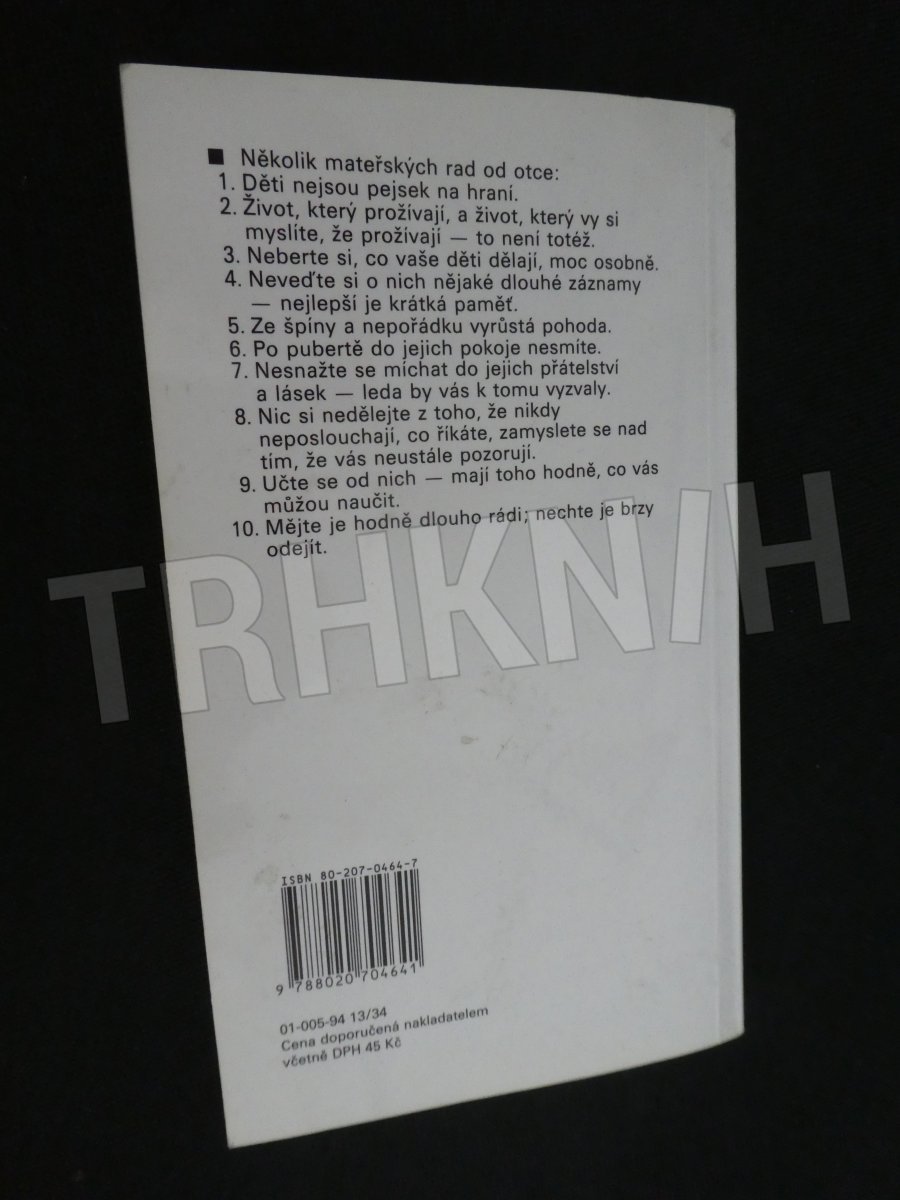 ■ Několik mateřských rad od otce:
1. Děti nejsou pejsek na hraní.
2. Život, který prožívají, a život, který vy si
myslíte, že prožívají — to není totéž.
3. Neberte si, co vaše děti dělají, moc osobně.
4. Neveďte si o nich nějaké dlouhé záznamy
— nejlepší je krátká paměť.
5. Ze špíny a nepořádku vyrůstá pohoda.
6. Po pubertě do jejich pokoje nesmíte.
7. Nesnažte se míchat do jejich přátelství
a lásek — leda by vás k tomu vyzvaly.
8. Nic si nedělejte z toho, že nikdy
neposlouchají, co říkáte, zamyslete se nad
tím, že vás neustále pozorují.
9. Učte se od nich — mají toho hodně, co vás
můžou naučit.
10. Mějte je hodně dlouho rádi; nechte je brzy
odejít.
TRHKNIH
ISBN 80-207-0464-7
9 788020 704641
01-005-94 13/34
Cena doporučená nakladatelem
včetně DPH 45 Kč